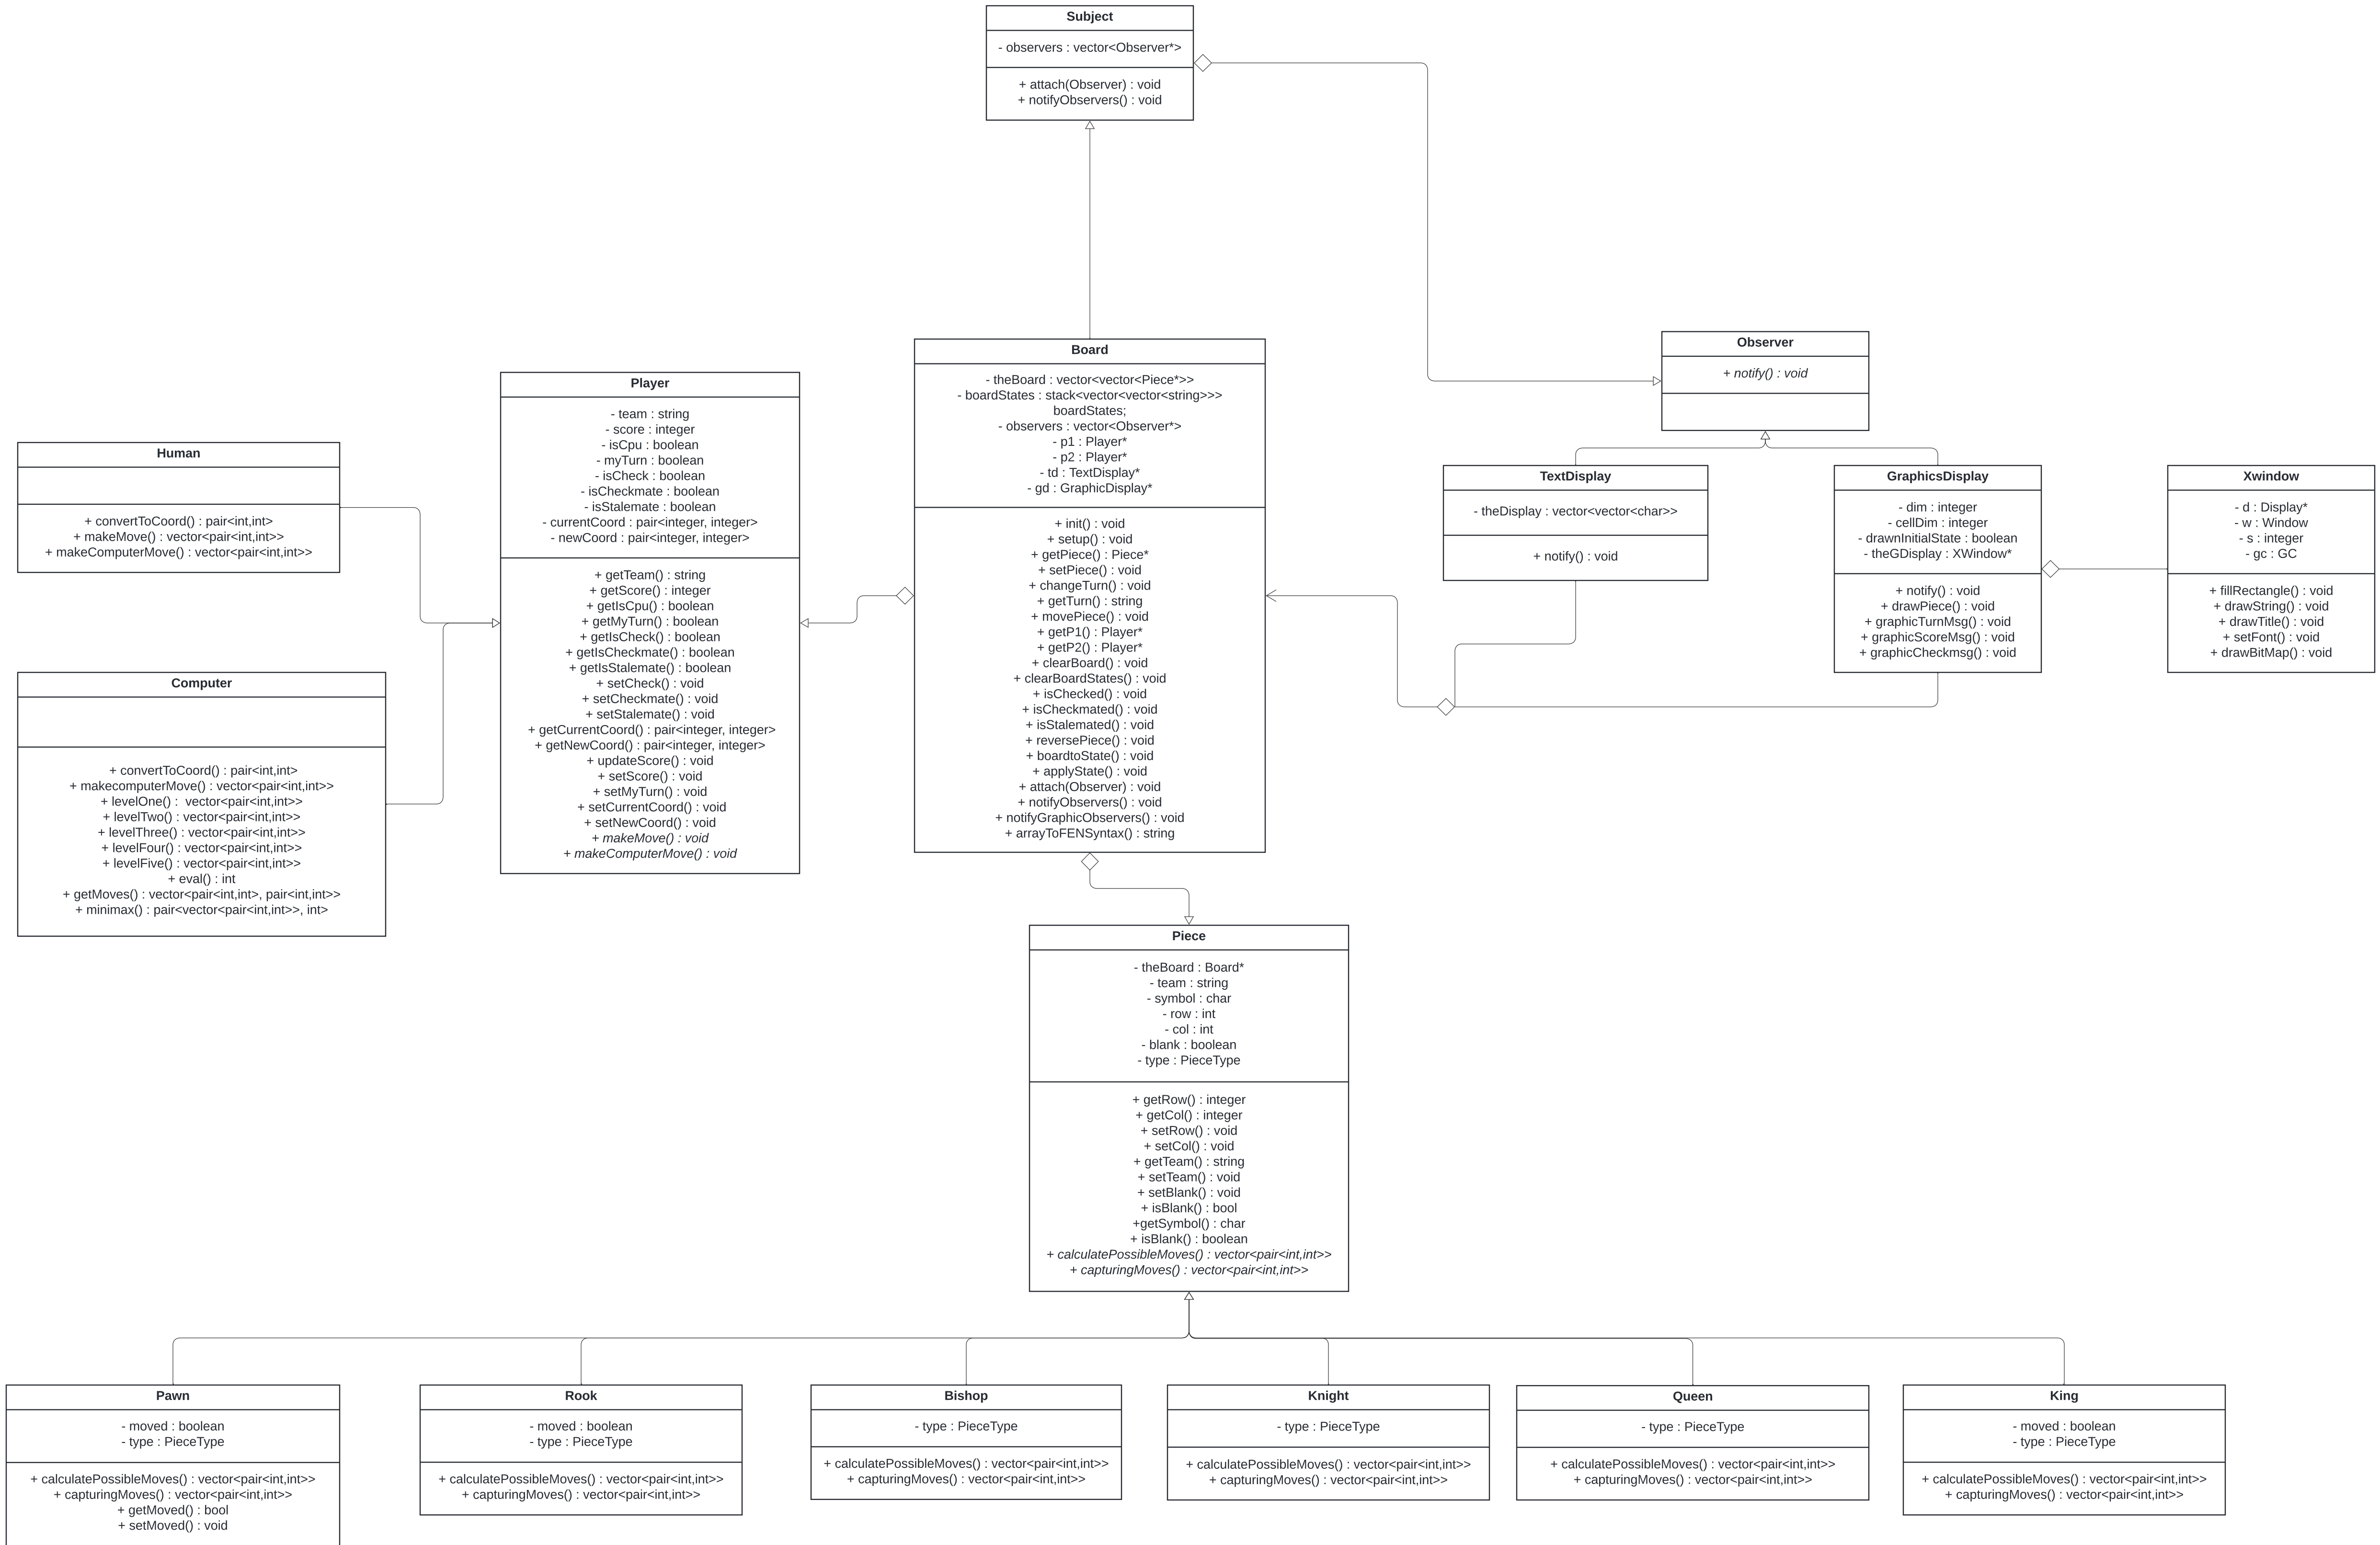 Subject
- observers : vector<Observer*>
+ attach(Observer) : void
+ notifyObservers() : void
Board
- theBoard : vector<vector<Piece*>>
- boardStates : stack<vector<vector<string>>>
boardStates;
- observers : vector<Observer*>
- p1 : Player*
- p2 : Player*
- td : TextDisplay*
- gd : GraphicDisplay*
+ init() : void
+ setup() : void
+ getPiece() : Piece*
+ setPiece() : void
+ changeTurn() : void
+ getTurn() : string
+ movePiece() : void
+ getP1() : Player*
+ getP2() : Player*
+ clearBoard() : void
+ clearBoardStates() : void
+ isChecked() : void
+ isCheckmated() : void
+ isStalemated() : void
+ reversePiece() : void
+ boardtoState() : void
+ applyState() : void
+ attach(Observer) : void
+ notifyObservers() : void
+ notifyGraphicObservers() : void
+ arrayToFENSyntax() : string
Observer
+ notify() : void
Player
- team : string
- score : integer
- isCpu : boolean
- myTurn : boolean
- isCheck : boolean
- isCheckmate : boolean
- isStalemate : boolean
- currentCoord : pair<integer, integer>
- newCoord : pair<integer, integer>
+ getTeam() : string
+ getScore() : integer
+ getIsCpu() : boolean
+ getMyTurn() : boolean
+ getIsCheck() : boolean
+ getIsCheckmate() : boolean
+ getIsStalemate() : boolean
+ setCheck() : void
+ setCheckmate() : void
+ setStalemate() : void
+ getCurrentCoord() : pair<integer, integer>
+ getNewCoord() : pair<integer, integer>
+ updateScore() : void
+ setScore() : void
+ setMyTurn() : void
+ setCurrentCoord() : void
+ setNewCoord() : void
+ makeMove() : void
+ makeComputerMove() : void
Human
+ convertToCoord() : pair<int,int>
+ makeMove() : vector<pair<int,int>>
+ makeComputerMove() : vector<pair<int,int>>
Computer
+ convertToCoord() : pair<int,int>
+ makecomputerMove() : vector<pair<int,int>>
+ levelOne() :  vector<pair<int,int>>
+ levelTwo() : vector<pair<int,int>>
+ levelThree() : vector<pair<int,int>>
+ levelFour() : vector<pair<int,int>>
+ levelFive() : vector<pair<int,int>>
+ eval() : int
+ getMoves() : vector<pair<int,int>, pair<int,int>>
+ minimax() : pair<vector<pair<int,int>>, int>
TextDisplay
- theDisplay : vector<vector<char>>
+ notify() : void
GraphicsDisplay
- dim : integer
- cellDim : integer
- drawnInitialState : boolean
- theGDisplay : XWindow*
+ notify() : void
+ drawPiece() : void
+ graphicTurnMsg() : void
+ graphicScoreMsg() : void
+ graphicCheckmsg() : void
Xwindow
- d : Display*
- w : Window
- s : integer
- gc : GC
+ fillRectangle() : void
+ drawString() : void
+ drawTitle() : void
+ setFont() : void
+ drawBitMap() : void
Piece
- theBoard : Board*
- team : string
- symbol : char
- row : int
- col : int
- blank : boolean
- type : PieceType
+ getRow() : integer
+ getCol() : integer
+ setRow() : void
+ setCol() : void
+ getTeam() : string
+ setTeam() : void
+ setBlank() : void
+ isBlank() : bool
+getSymbol() : char
+ isBlank() : boolean
+ calculatePossibleMoves() : vector<pair<int,int>>
+ capturingMoves() : vector<pair<int,int>>
Pawn
- moved : boolean
- type : PieceType
+ calculatePossibleMoves() : vector<pair<int,int>>
+ capturingMoves() : vector<pair<int,int>>
+ getMoved() : bool
+ setMoved() : void
Rook
- moved : boolean
- type : PieceType
+ calculatePossibleMoves() : vector<pair<int,int>>
+ capturingMoves() : vector<pair<int,int>>
Bishop
- type : PieceType
+ calculatePossibleMoves() : vector<pair<int,int>>
+ capturingMoves() : vector<pair<int,int>>
Knight
- type : PieceType
+ calculatePossibleMoves() : vector<pair<int,int>>
+ capturingMoves() : vector<pair<int,int>>
Queen
- type : PieceType
+ calculatePossibleMoves() : vector<pair<int,int>>
+ capturingMoves() : vector<pair<int,int>>
King
- moved : boolean
- type : PieceType
+ calculatePossibleMoves() : vector<pair<int,int>>
+ capturingMoves() : vector<pair<int,int>>